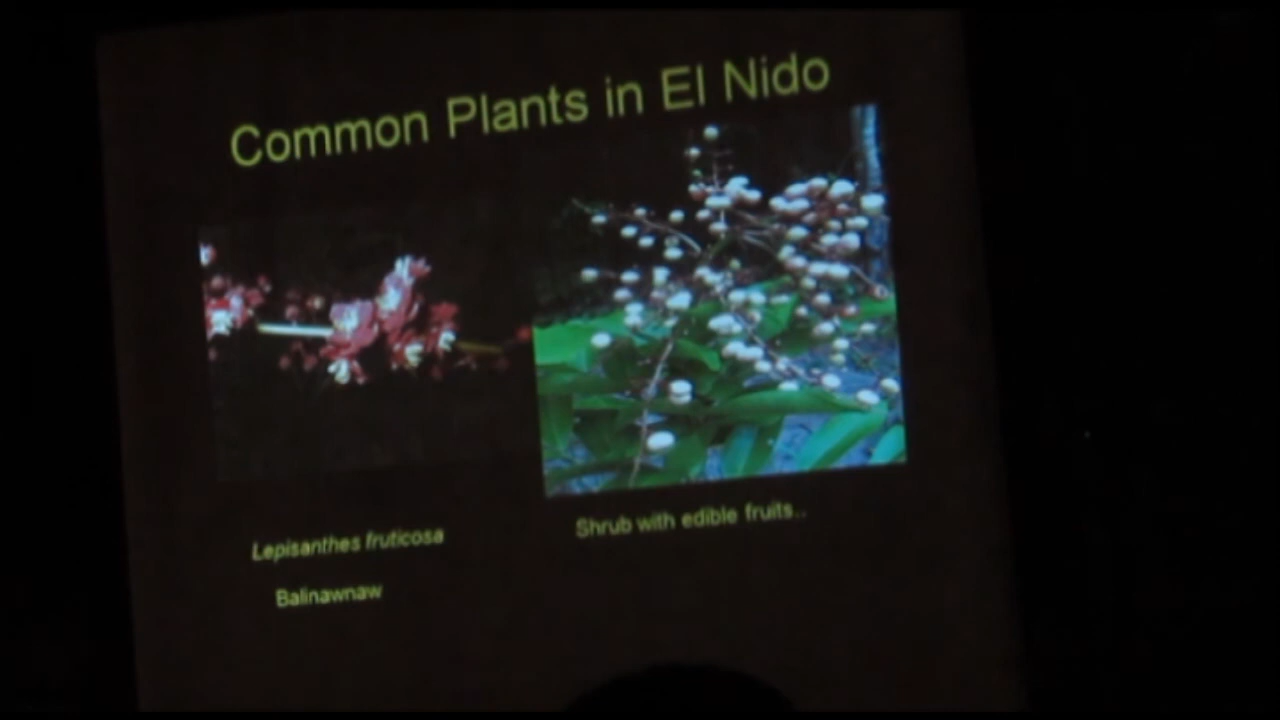 Common Plants in El Nido
Lepisanthes fruticosa
Balinawnaw
Shrub with edible fruits..